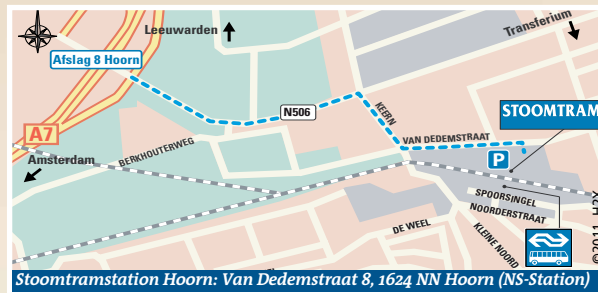 Leeuwarden
Transferium
Afslag 8 Hoorn
N506
KEERN
STOOMTRAM
A7
VAN DEDEMSTRAAT
BERKHOUTERWEG
P
Amsterdam
SPOORSINGEL
NOORDERSTRAAT
DE WEEL
KLEINE NOORD
Stoomtramstation Hoorn: Van Dedemstraat 8, 1624 NN Hoorn (NS-Station)